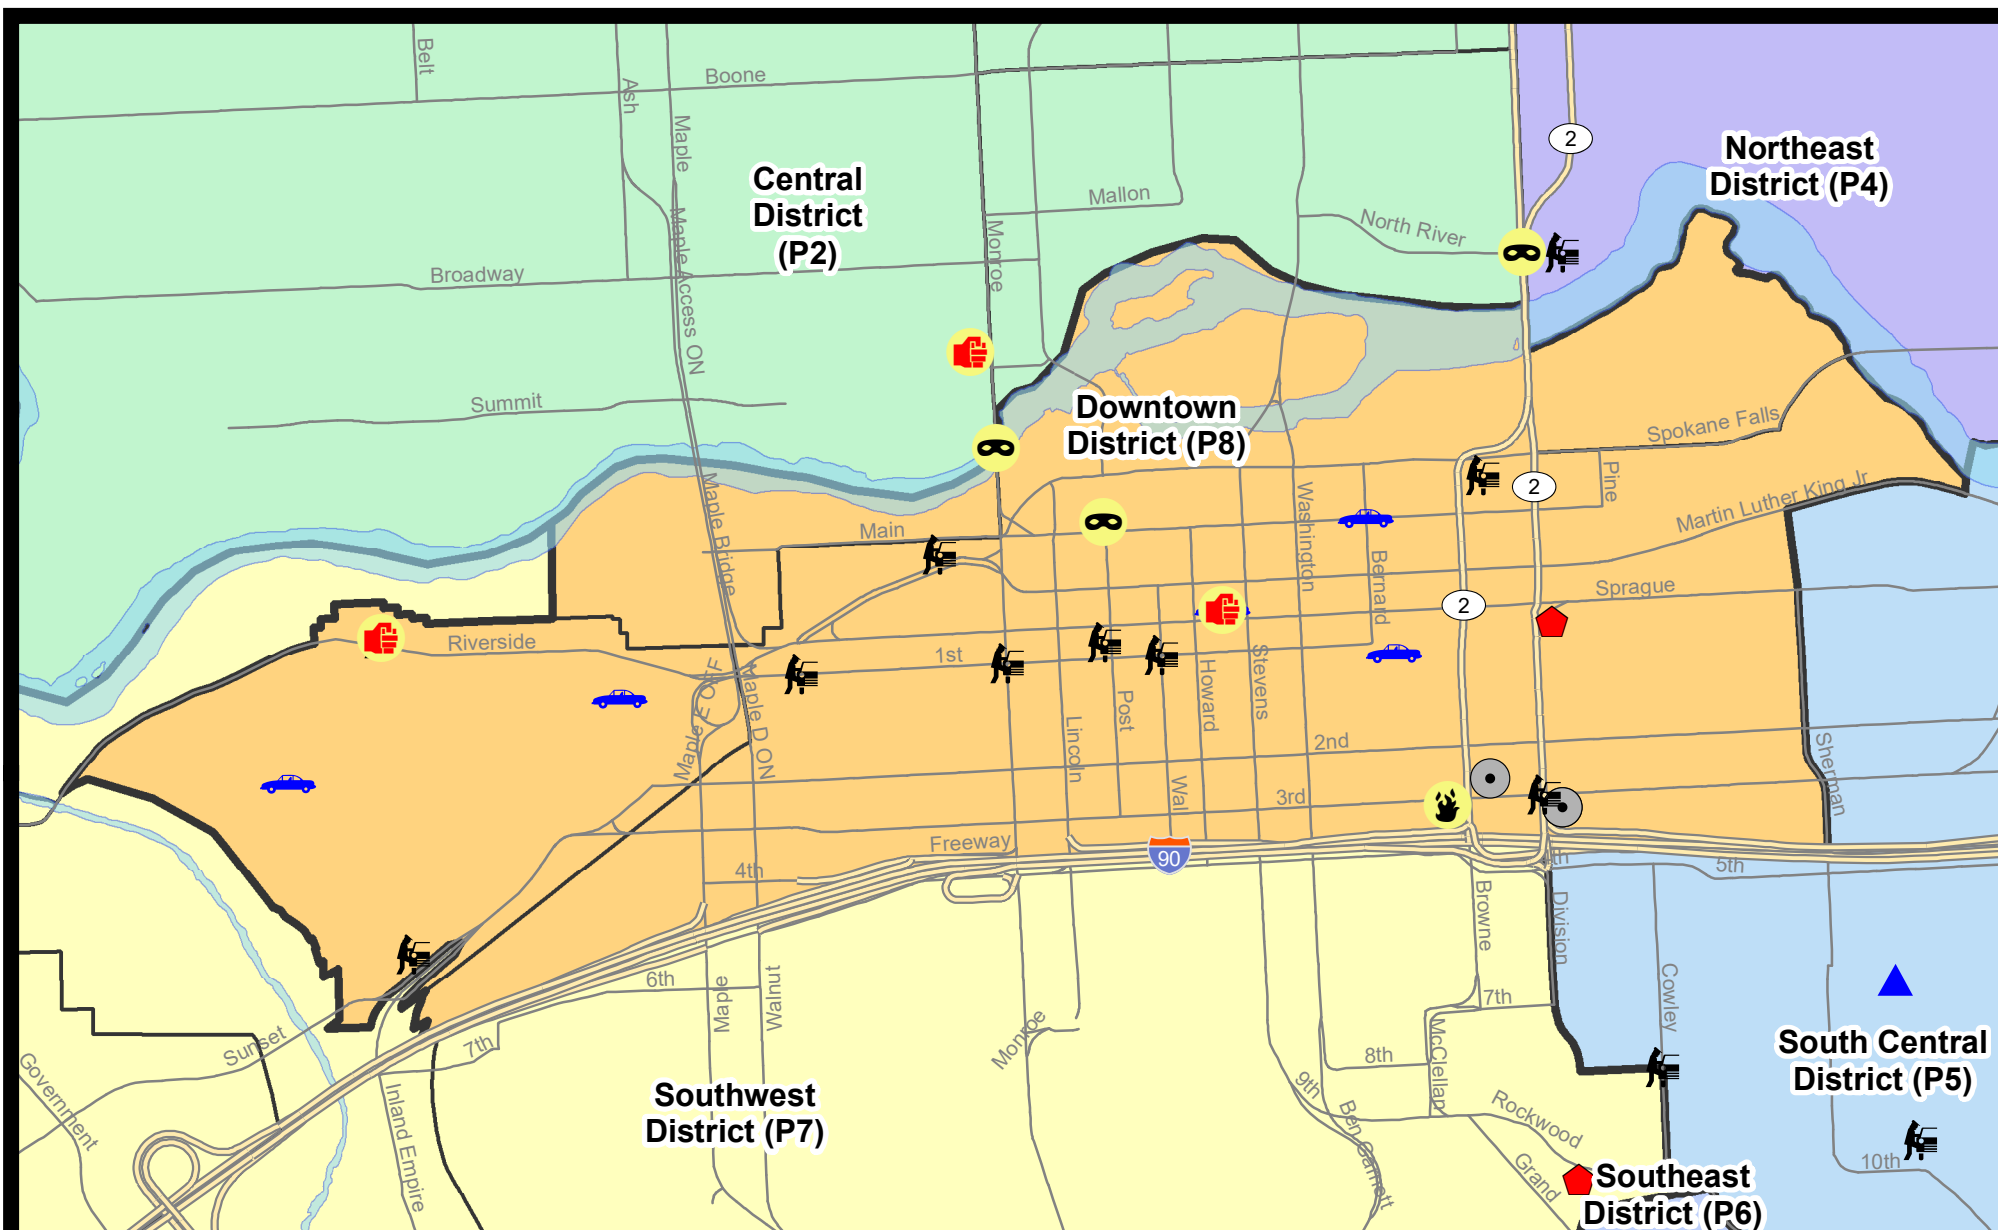 Belt
Ash
Boone
Maple
2
Northeast
District (P4)
Central
District
(P2)
Mallon
North River
Monroe
Maple Access ON
Broadway
Summit
Downtown
District (P8)
Spokane Falls
Pine
2
Martin Luther King Jr
Washington
Main
Maple Bridge
Bernard
Sprague
2
Riverside
1st
Maple E OFF
Maple D ON
Lincoln
Post
Wal
Howard
Stevens
2nd
Sherman
3rd
Freeway
90
4th
4th
5th
Browne
Division
Cowley
6th
Maple
Walnut
7th
Monroe
McClellan
8th
9th
Ben Garnett
Rockwood
Grand
Sunset
7th
Government
Inland Empire
Southwest
District (P7)
South Central
District (P5)
10th
Southeast
District (P6)